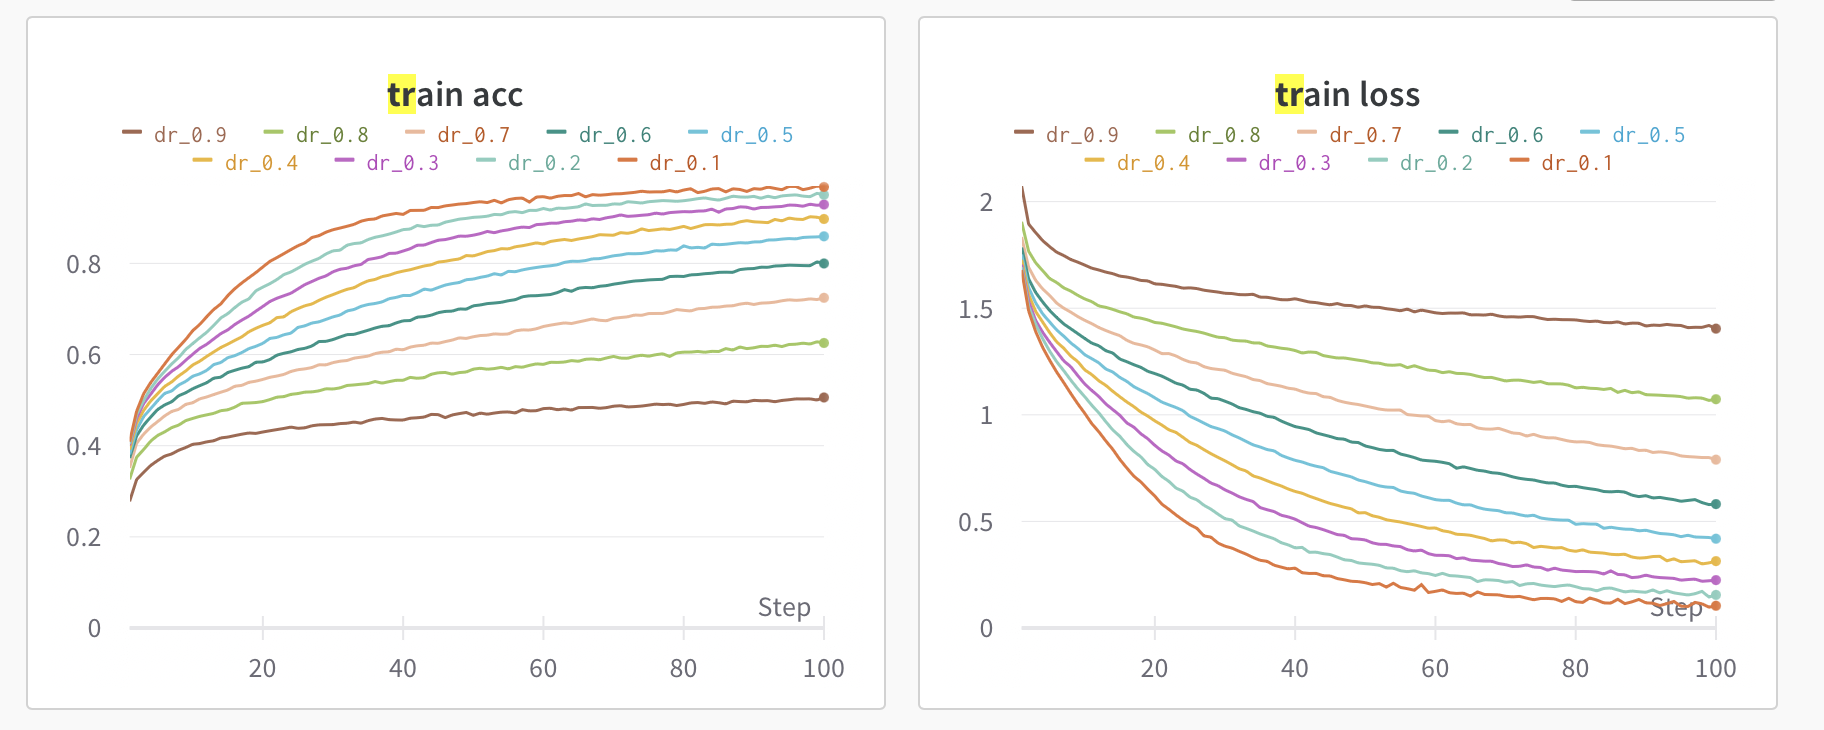 train acc
dr_0.9 dr_0.8 dr_0.7 dr_0.6 dr_0.5
dr_0.4 dr_0.3 dr_0.2 dr_0.1
0.8
0.6
0.4
0.2
0
Step
20 40 60 80 100
train loss
dr_0.9 dr_0.8 dr_0.7 dr_0.6 dr_0.5
dr_0.4 dr_0.3 dr_0.2 dr_0.1
2
1.5
1
0.5
0
Step
20 40 60 80 100